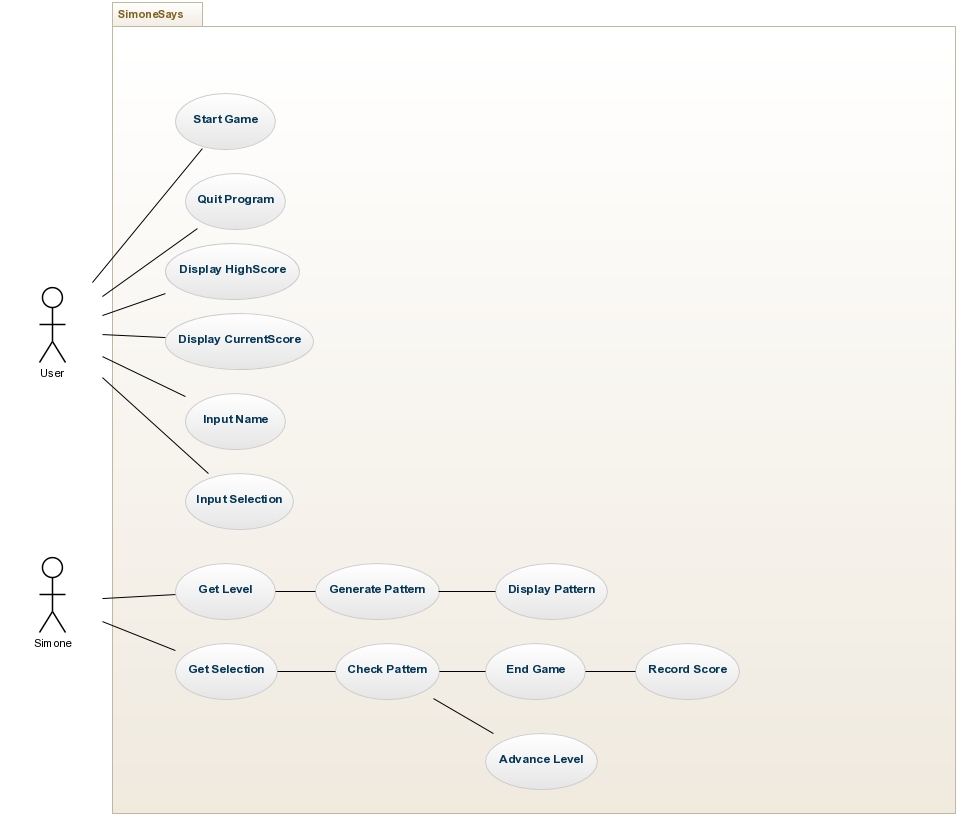 SimoneSays
Start Game
Quit Program
Display HighScore
Display CurrentScore
User
Input Name
Input Selection
Simone
Get Level
Generate Pattern
Display Pattern
Get Selection
Check Pattern
End Game
Record Score
Advance Level